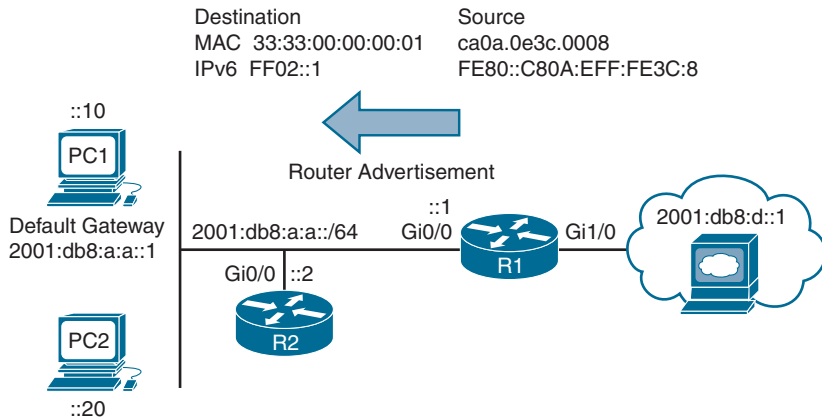 Destination Source
MAC 33:33:00:00:00:01 ca0a.0e3c.0008
IPv6 FF02::1 FE80::C80A:EFF:FE3C:8
::10
PC1
Router Advertisement
Default Gateway
2001:db8:a:a::1
2001:db8:a:a::/64
::1
Gi0/0
R1
Gi1/0
2001:db8:d::1
Gi0/0 ::2
R2
PC2
::20